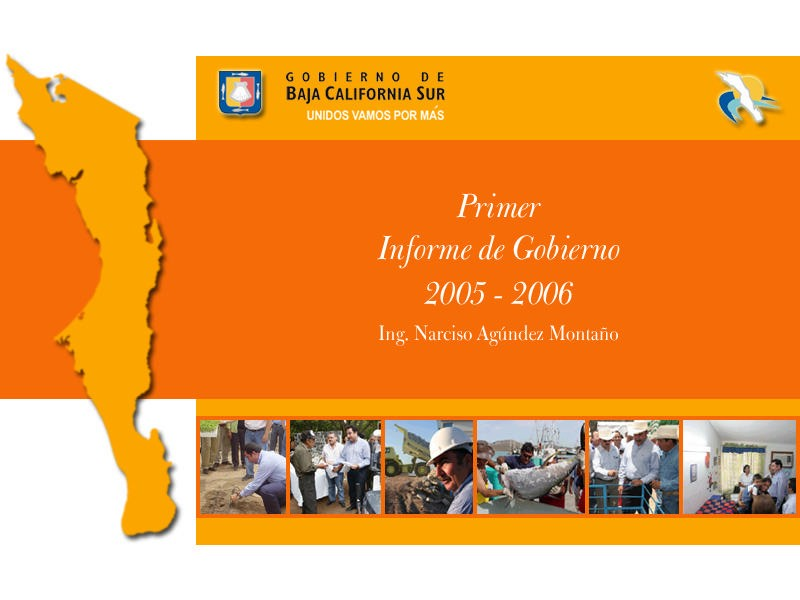 GOBIERNO DE
BAJA CALIFORNIA SUR
UNIDOS VAMOS POR MÁS
Primer
Informe de Gobierno
2005 - 2006
Ing. Narciso Agúndez Montaño